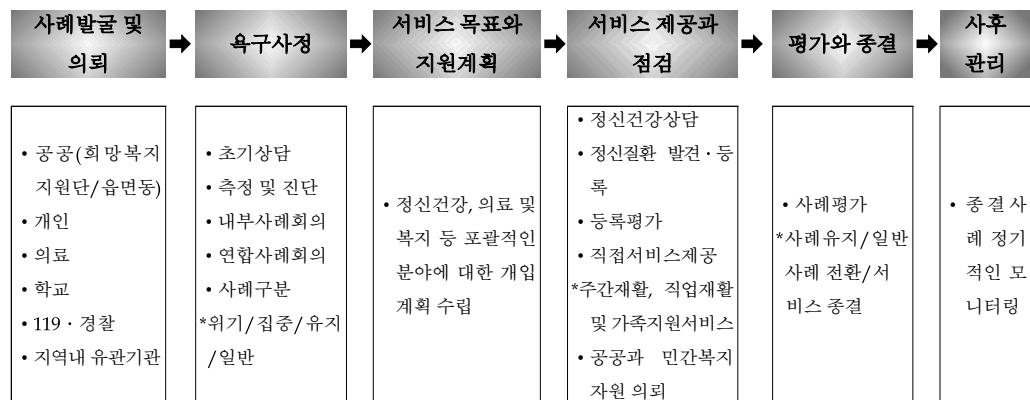 사례발굴 및
의뢰
➡
욕구사정
➡
서비스 목표와
지원계획
➡
서비스 제공과
점검
➡
평가와 종결
➡
사후
관리
• 공공(희망복지
지원단/읍면동)
• 개인
• 의료
• 학교
• 119 · 경찰
• 지역내 유관기관
• 초기상담
• 측정 및 진단
• 내부사례회의
• 연합사례회의
• 사례구분
*위기/집중/유지
/일반
• 정신건강, 의료 및
복지 등 포괄적인
분야에 대한 개입
계획 수립
• 정신건강상담
• 정신질환 발견 · 등
록
• 등록평가
• 직접서비스제공
*주간재활, 직업재활
및 가족지원서비스
• 공공과 민간복지
자원 의뢰
• 사례평가
*사례유지/일반
사례 전환/서
비스 종결
• 종결사
례 정기
적인 모
니터링